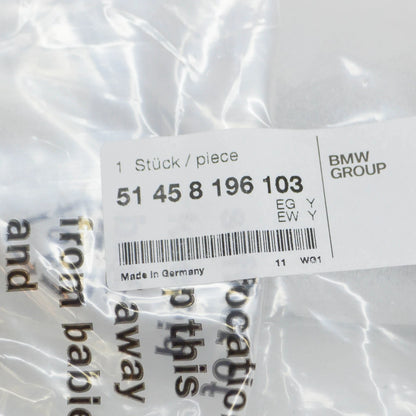 1 Stück / piece
51 45 8 196 103
EG Y
EW Y
Made in Germany 11 WG1
BMW
GROUP
this
away
from babie
and